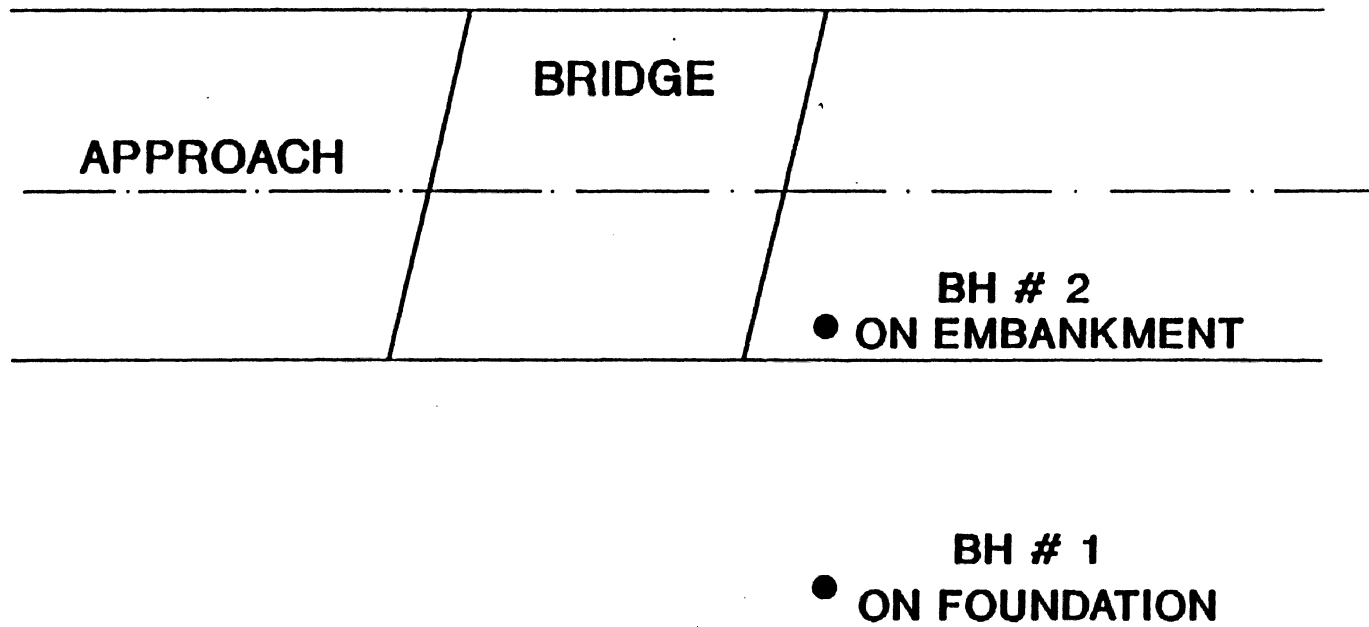 BRIDGE
APPROACH
BH # 2
ON EMBANKMENT
BH # 1
ON FOUNDATION